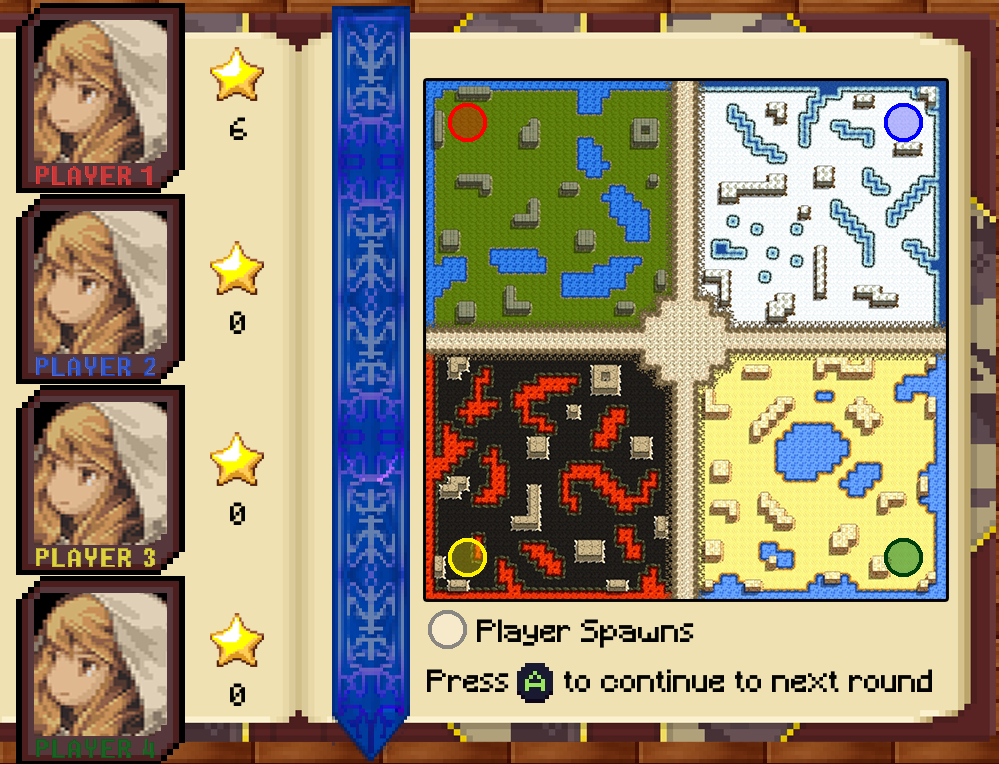 PLAYER 1
6
PLAYER 2
0
PLAYER 3
0
PLAYER 4
0
Player Spawns
Press A to continue to next round